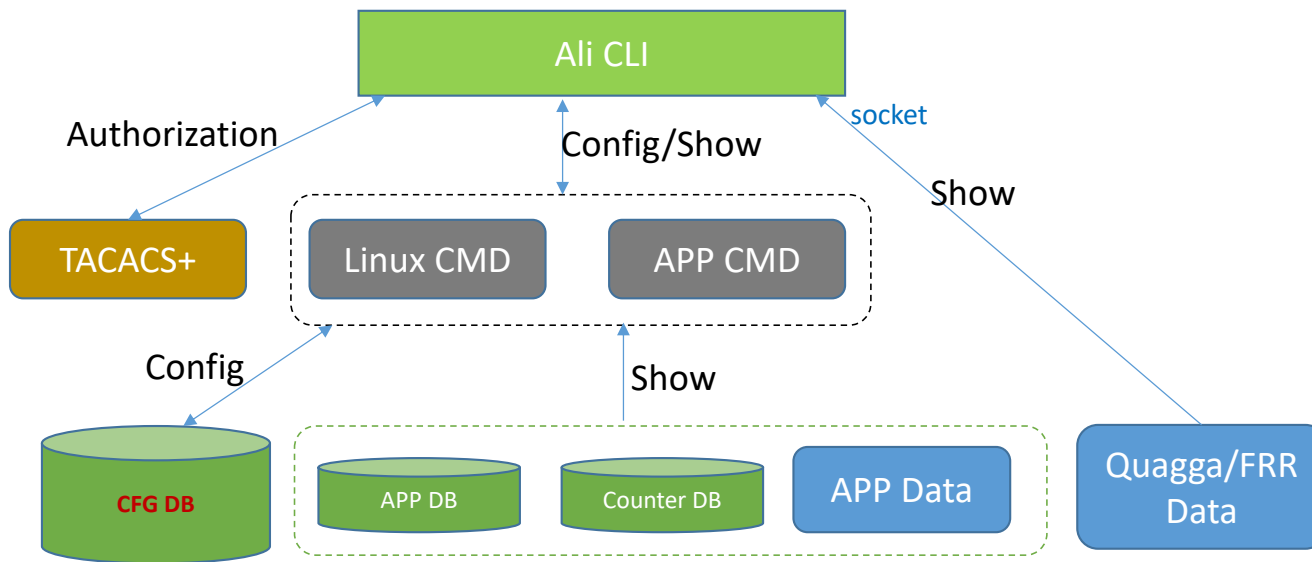 Ali CLI
Authorization
socket
Config/Show
Show
TACACS+
Linux CMD
APP CMD
Config
Show
CFG DB
APP DB
Counter DB
APP Data
Quagga/FRR
Data